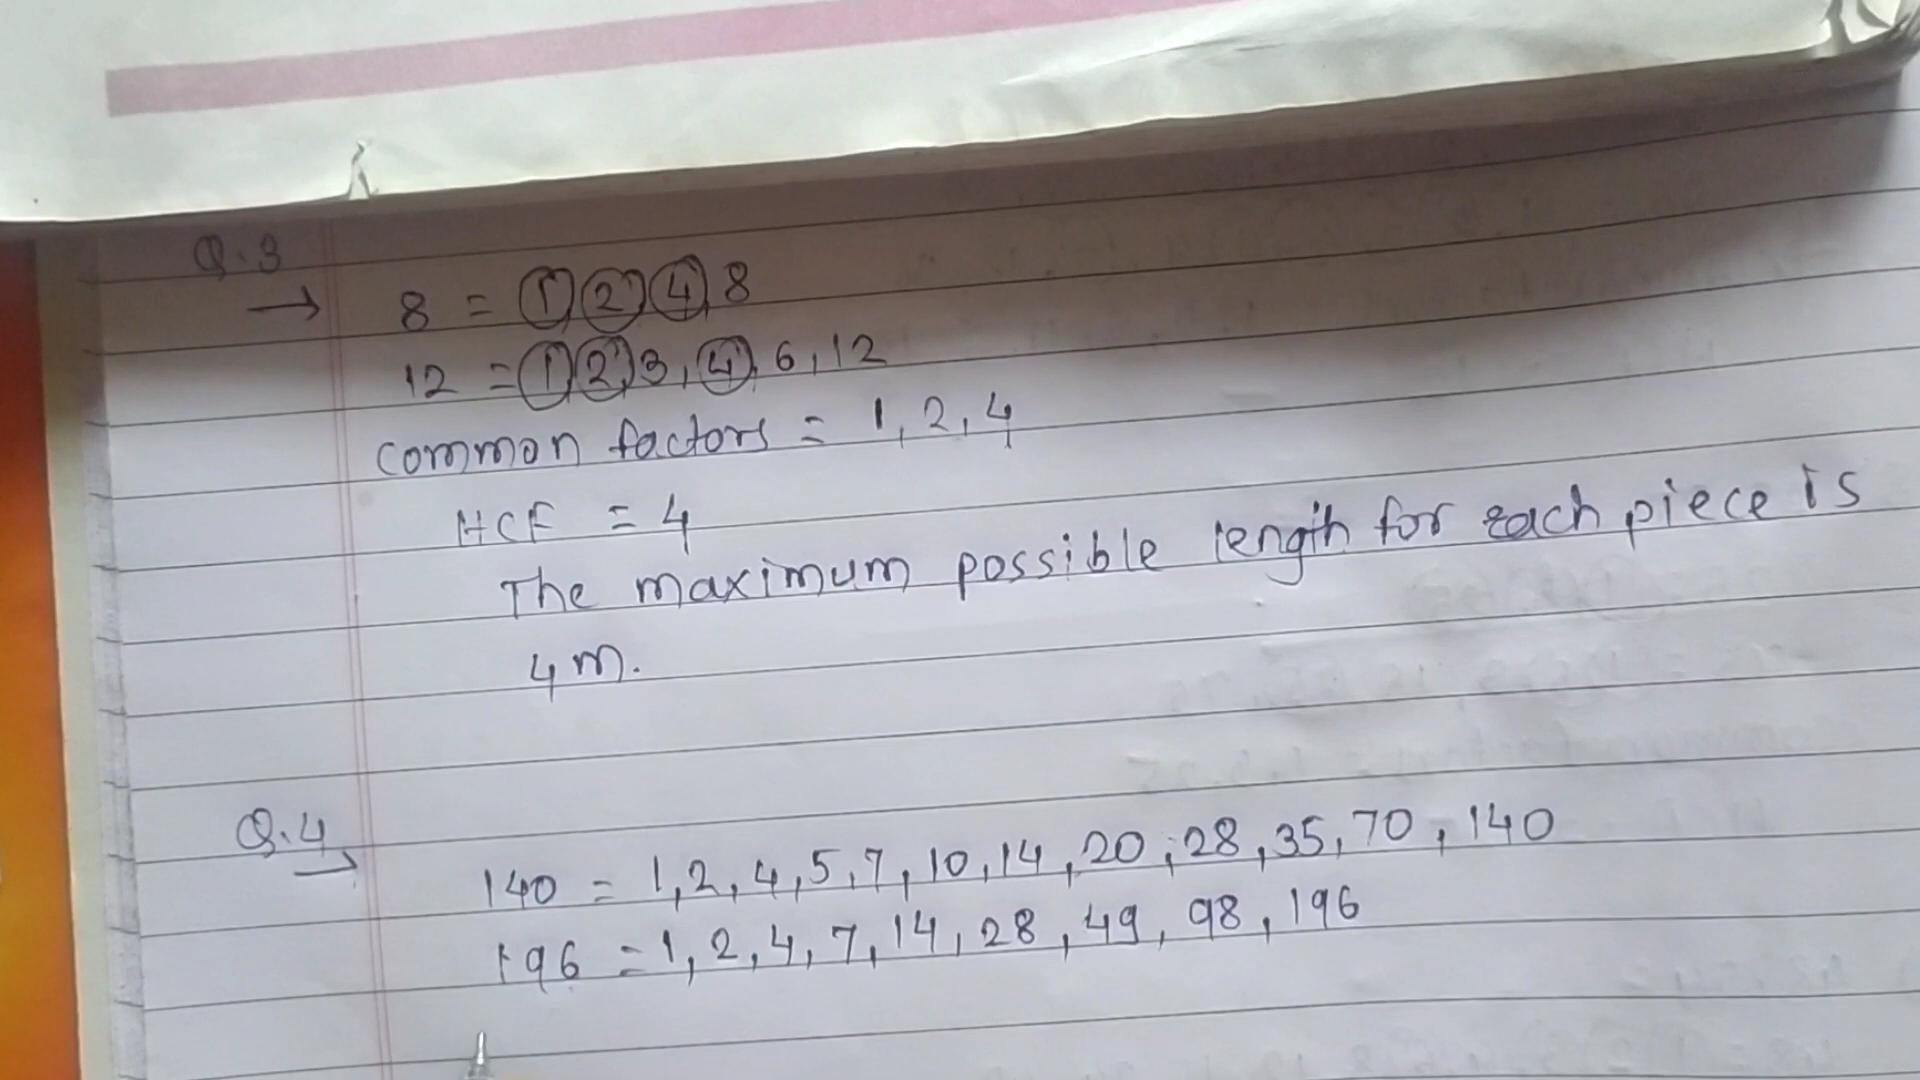 Q.3
→ 8 = 1, 2, 4, 8
12 = 1, 2, 3, 4, 6, 12
common factors = 1, 2, 4
HCF = 4
The maximum possible length for each piece is
4 m.
Q.4
→ 140 = 1, 2, 4, 5, 7, 10, 14, 20, 28, 35, 70, 140
196 = 1, 2, 4, 7, 14, 28, 49, 98, 196